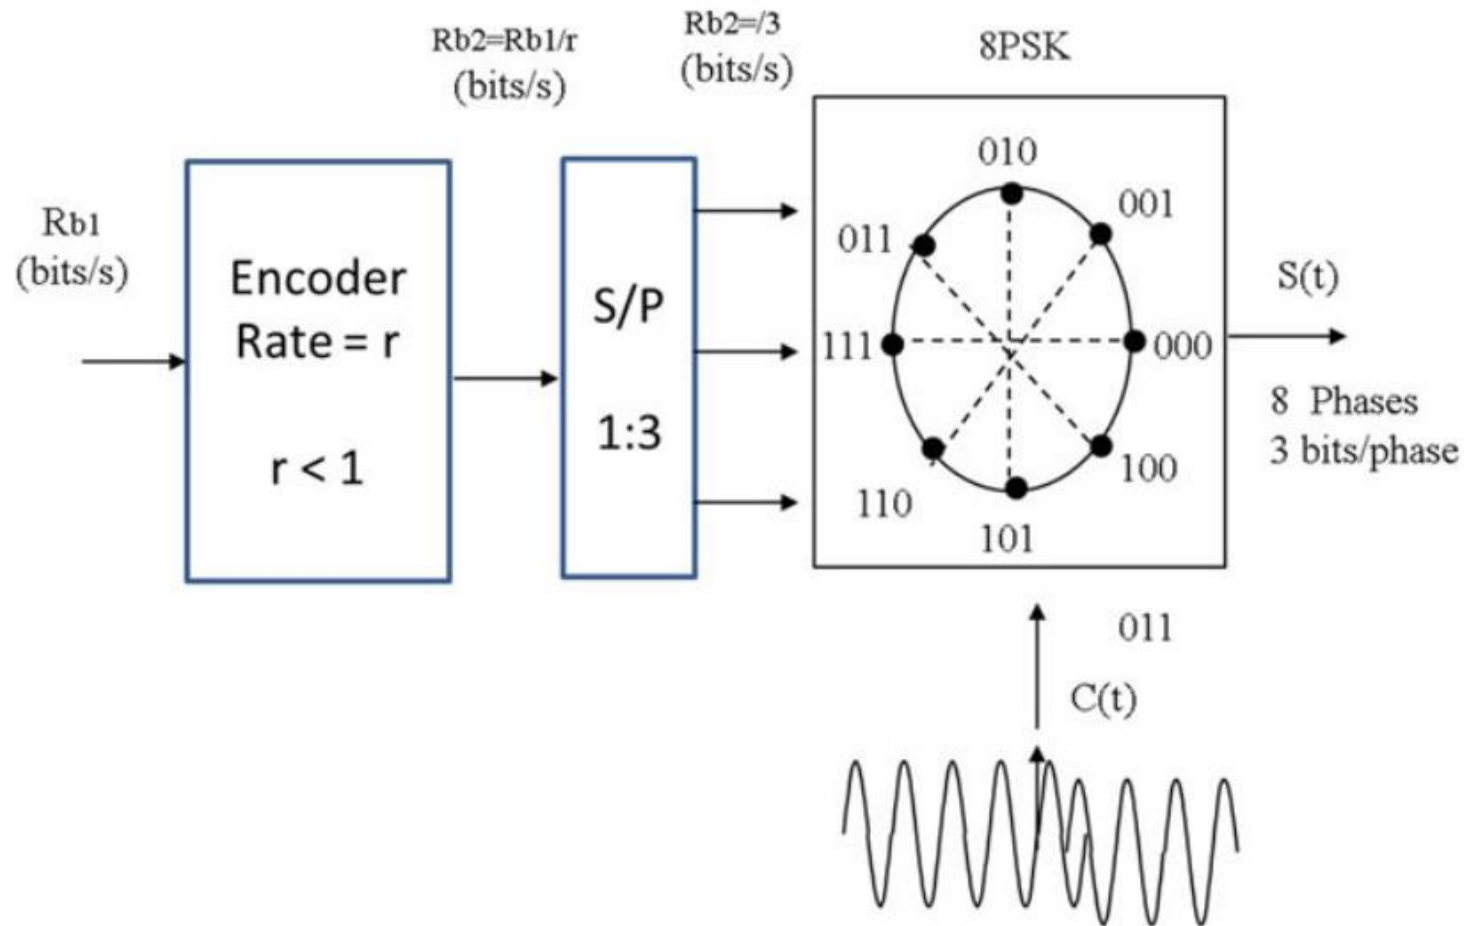 Rb1
(bits/s)
Encoder
Rate = r
r < 1
Rb2=Rb1/r
(bits/s)
S/P
1:3
Rb2=/3
(bits/s)
8PSK
010
001
011
111
000
110
100
101
S(t)
8 Phases
3 bits/phase
011
C(t)